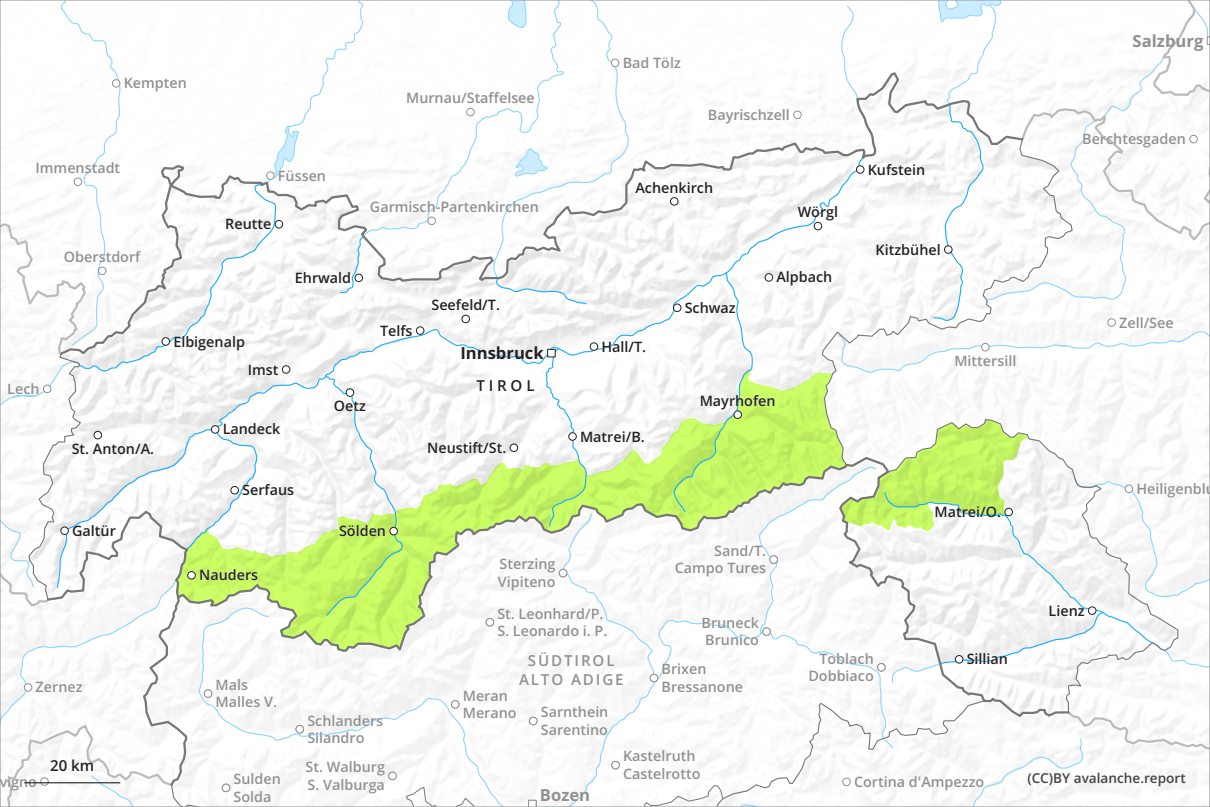 Salzburg
Kempten
Bad Tölz
Murnau/Staffelsee
Bayrischzell
Berchtesgaden
Immenstadt
Füssen
Kufstein
Achenkirch
Garmisch-Partenkirchen
Wörgl
Reutte
Kitzbühel
Oberstdorf
Ehrwald
Alpbach
Seefeld/T.
Schwaz
Telfs
Zell/See
Elbigenalp
Innsbruck
Hall/T.
Mittersill
Imst
TIROL
Lech
Oetz
Mayrhofen
Landeck
Matrei/B.
St. Anton/A.
Neustift/St.
Serfaus
Heiligenblu
Galtür
Sölden
Matrei/O.
Nauders
Sterzing
Vipiteno
Sand/T.
Campo Tures
St. Leonhard/P.
S. Leonardo i. P.
Bruneck
Brunico
Lienz
SÜDTIROL
ALTO ADIGE
Toblach
Dobbiaco
Sillian
Brixen
Bressanone
Zernez
Mals
Malles V.
Meran
Merano
Sarnthein
Sarentino
Schlanders
Silandro
Kastelruth
Castelrotto
St. Walburg
S. Valburga
20 km
vigno
Sulden
Solda
Cortina d'Ampezzo
(CC)BY avalanche.report
Bozen